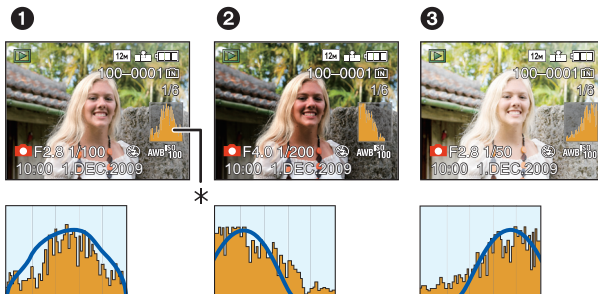 1 2 3
12M
100–0001 IN
1/6
F2.8 1/100 AWB ISO 100
10:00 1.DEC.2009
12M
100–0001 IN
1/6
F4.0 1/200 AWB ISO 100
10:00 1.DEC.2009
12M
100–0001 IN
1/6
F2.8 1/50 AWB ISO 100
10:00 1.DEC.2009
*